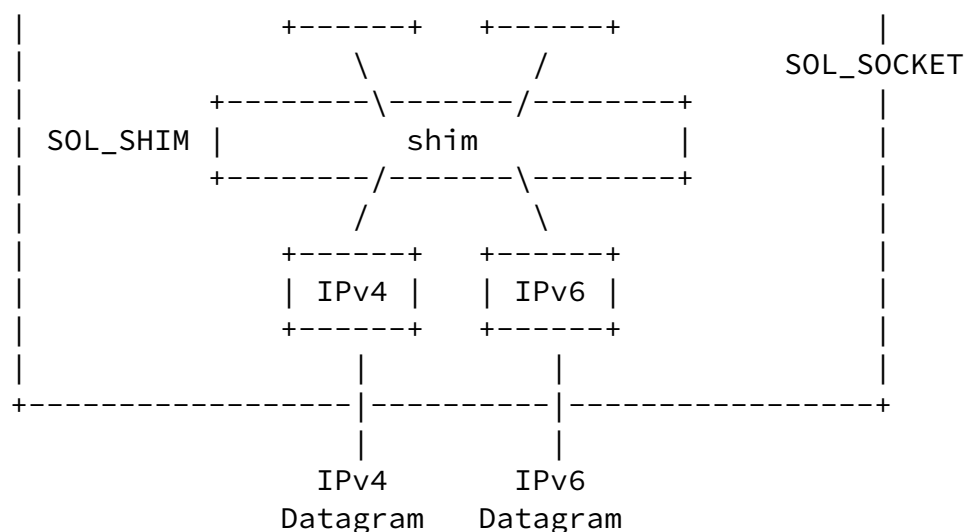 SOL_SOCKET
SOL_SHIM shim
IPv4 IPv6
IPv4 IPv6
Datagram Datagram